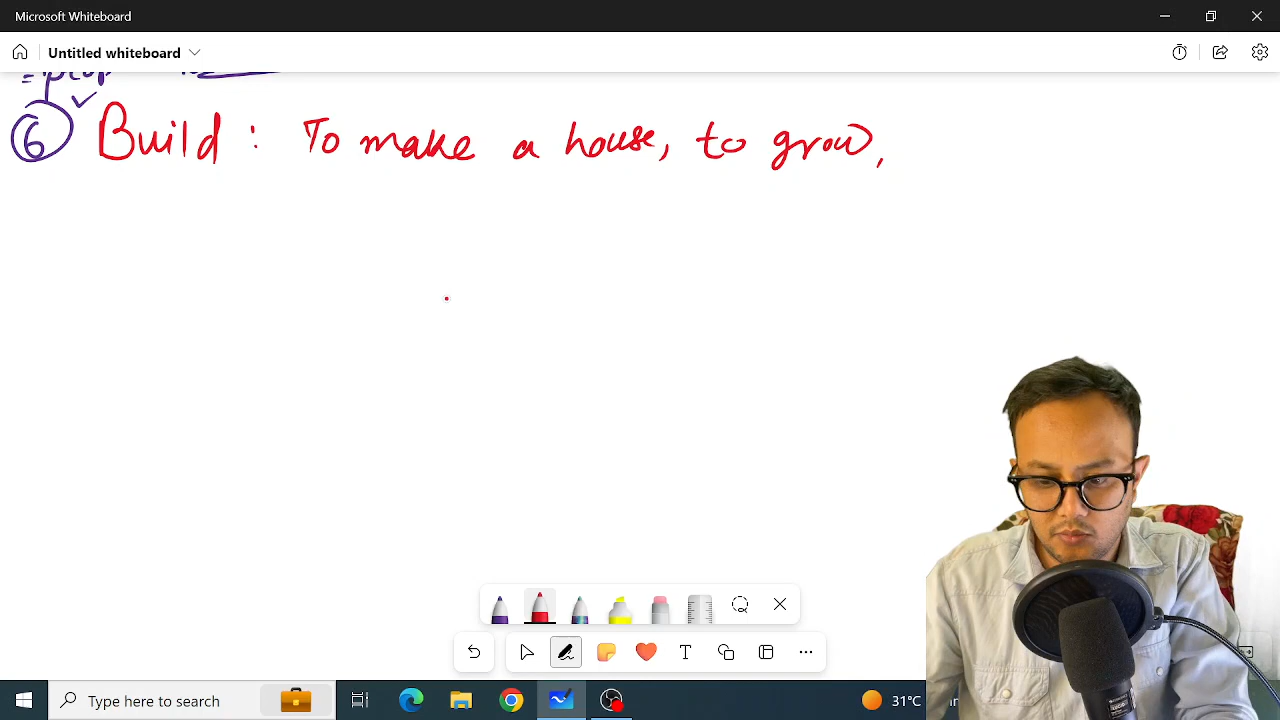 Microsoft Whiteboard
Untitled whiteboard
6 Build : To make a house, to grow,
Type here to search
31°C